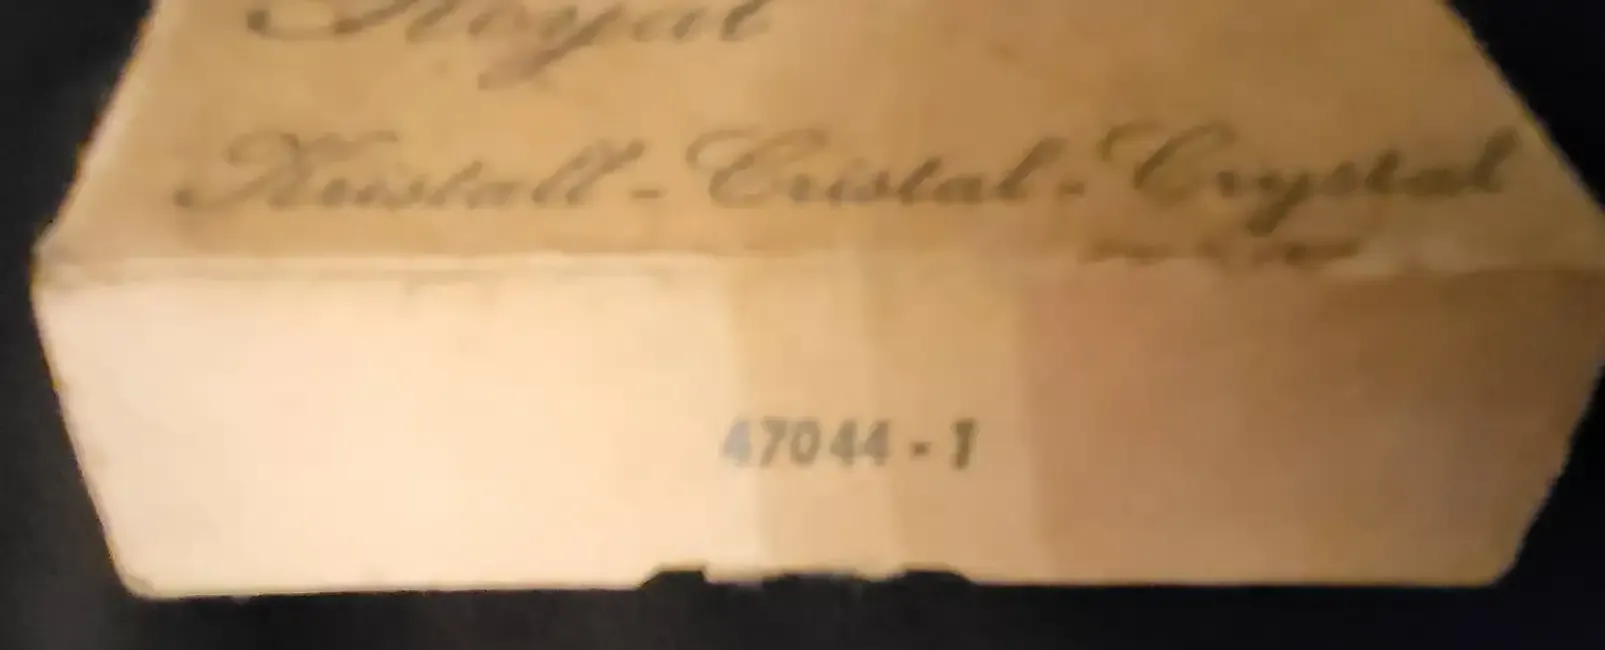 Royal
Kristall - Cristal - Crystal
47044 - 1